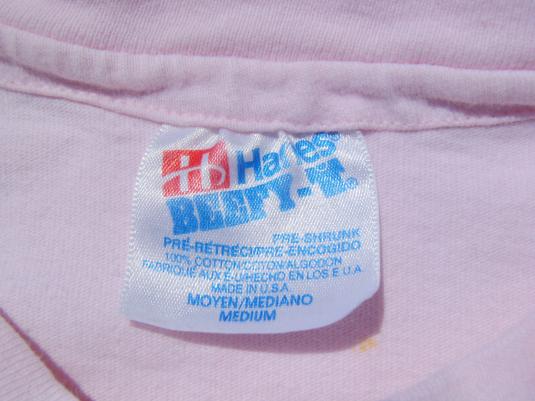 Hanes
BEEFY-T®
PRE-SHRUNK
PRÉ-RÉTRÉCI/PRE-ENCOGIDO
100% COTTON/COTON/ALGODON
FABRIQUÉ AUX É-U/HECHO EN LOS E.U.A.
MADE IN U.S.A.
MOYEN/MEDIANO
MEDIUM